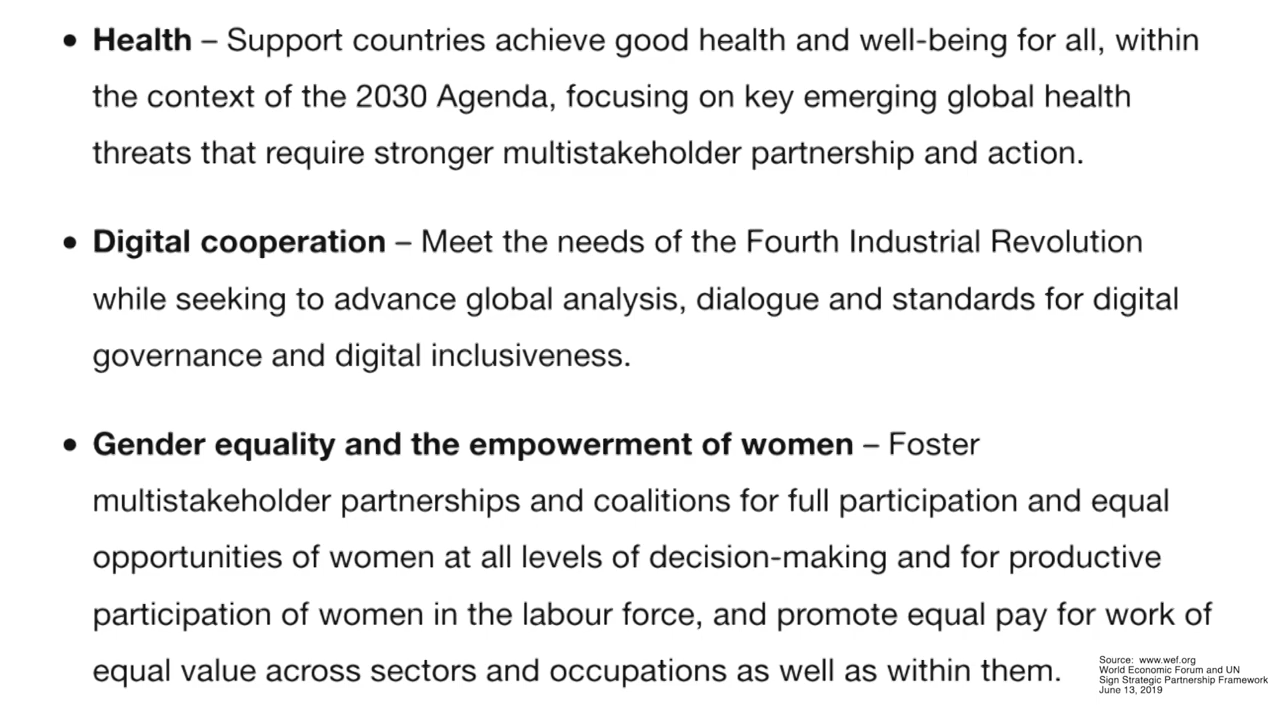 • Health – Support countries achieve good health and well-being for all, within
the context of the 2030 Agenda, focusing on key emerging global health
threats that require stronger multistakeholder partnership and action.
• Digital cooperation – Meet the needs of the Fourth Industrial Revolution
while seeking to advance global analysis, dialogue and standards for digital
governance and digital inclusiveness.
• Gender equality and the empowerment of women – Foster
multistakeholder partnerships and coalitions for full participation and equal
opportunities of women at all levels of decision-making and for productive
participation of women in the labour force, and promote equal pay for work of
equal value across sectors and occupations as well as within them.
Source: www.wef.org
World Economic Forum and UN
Sign Strategic Partnership Framework
June 13, 2019